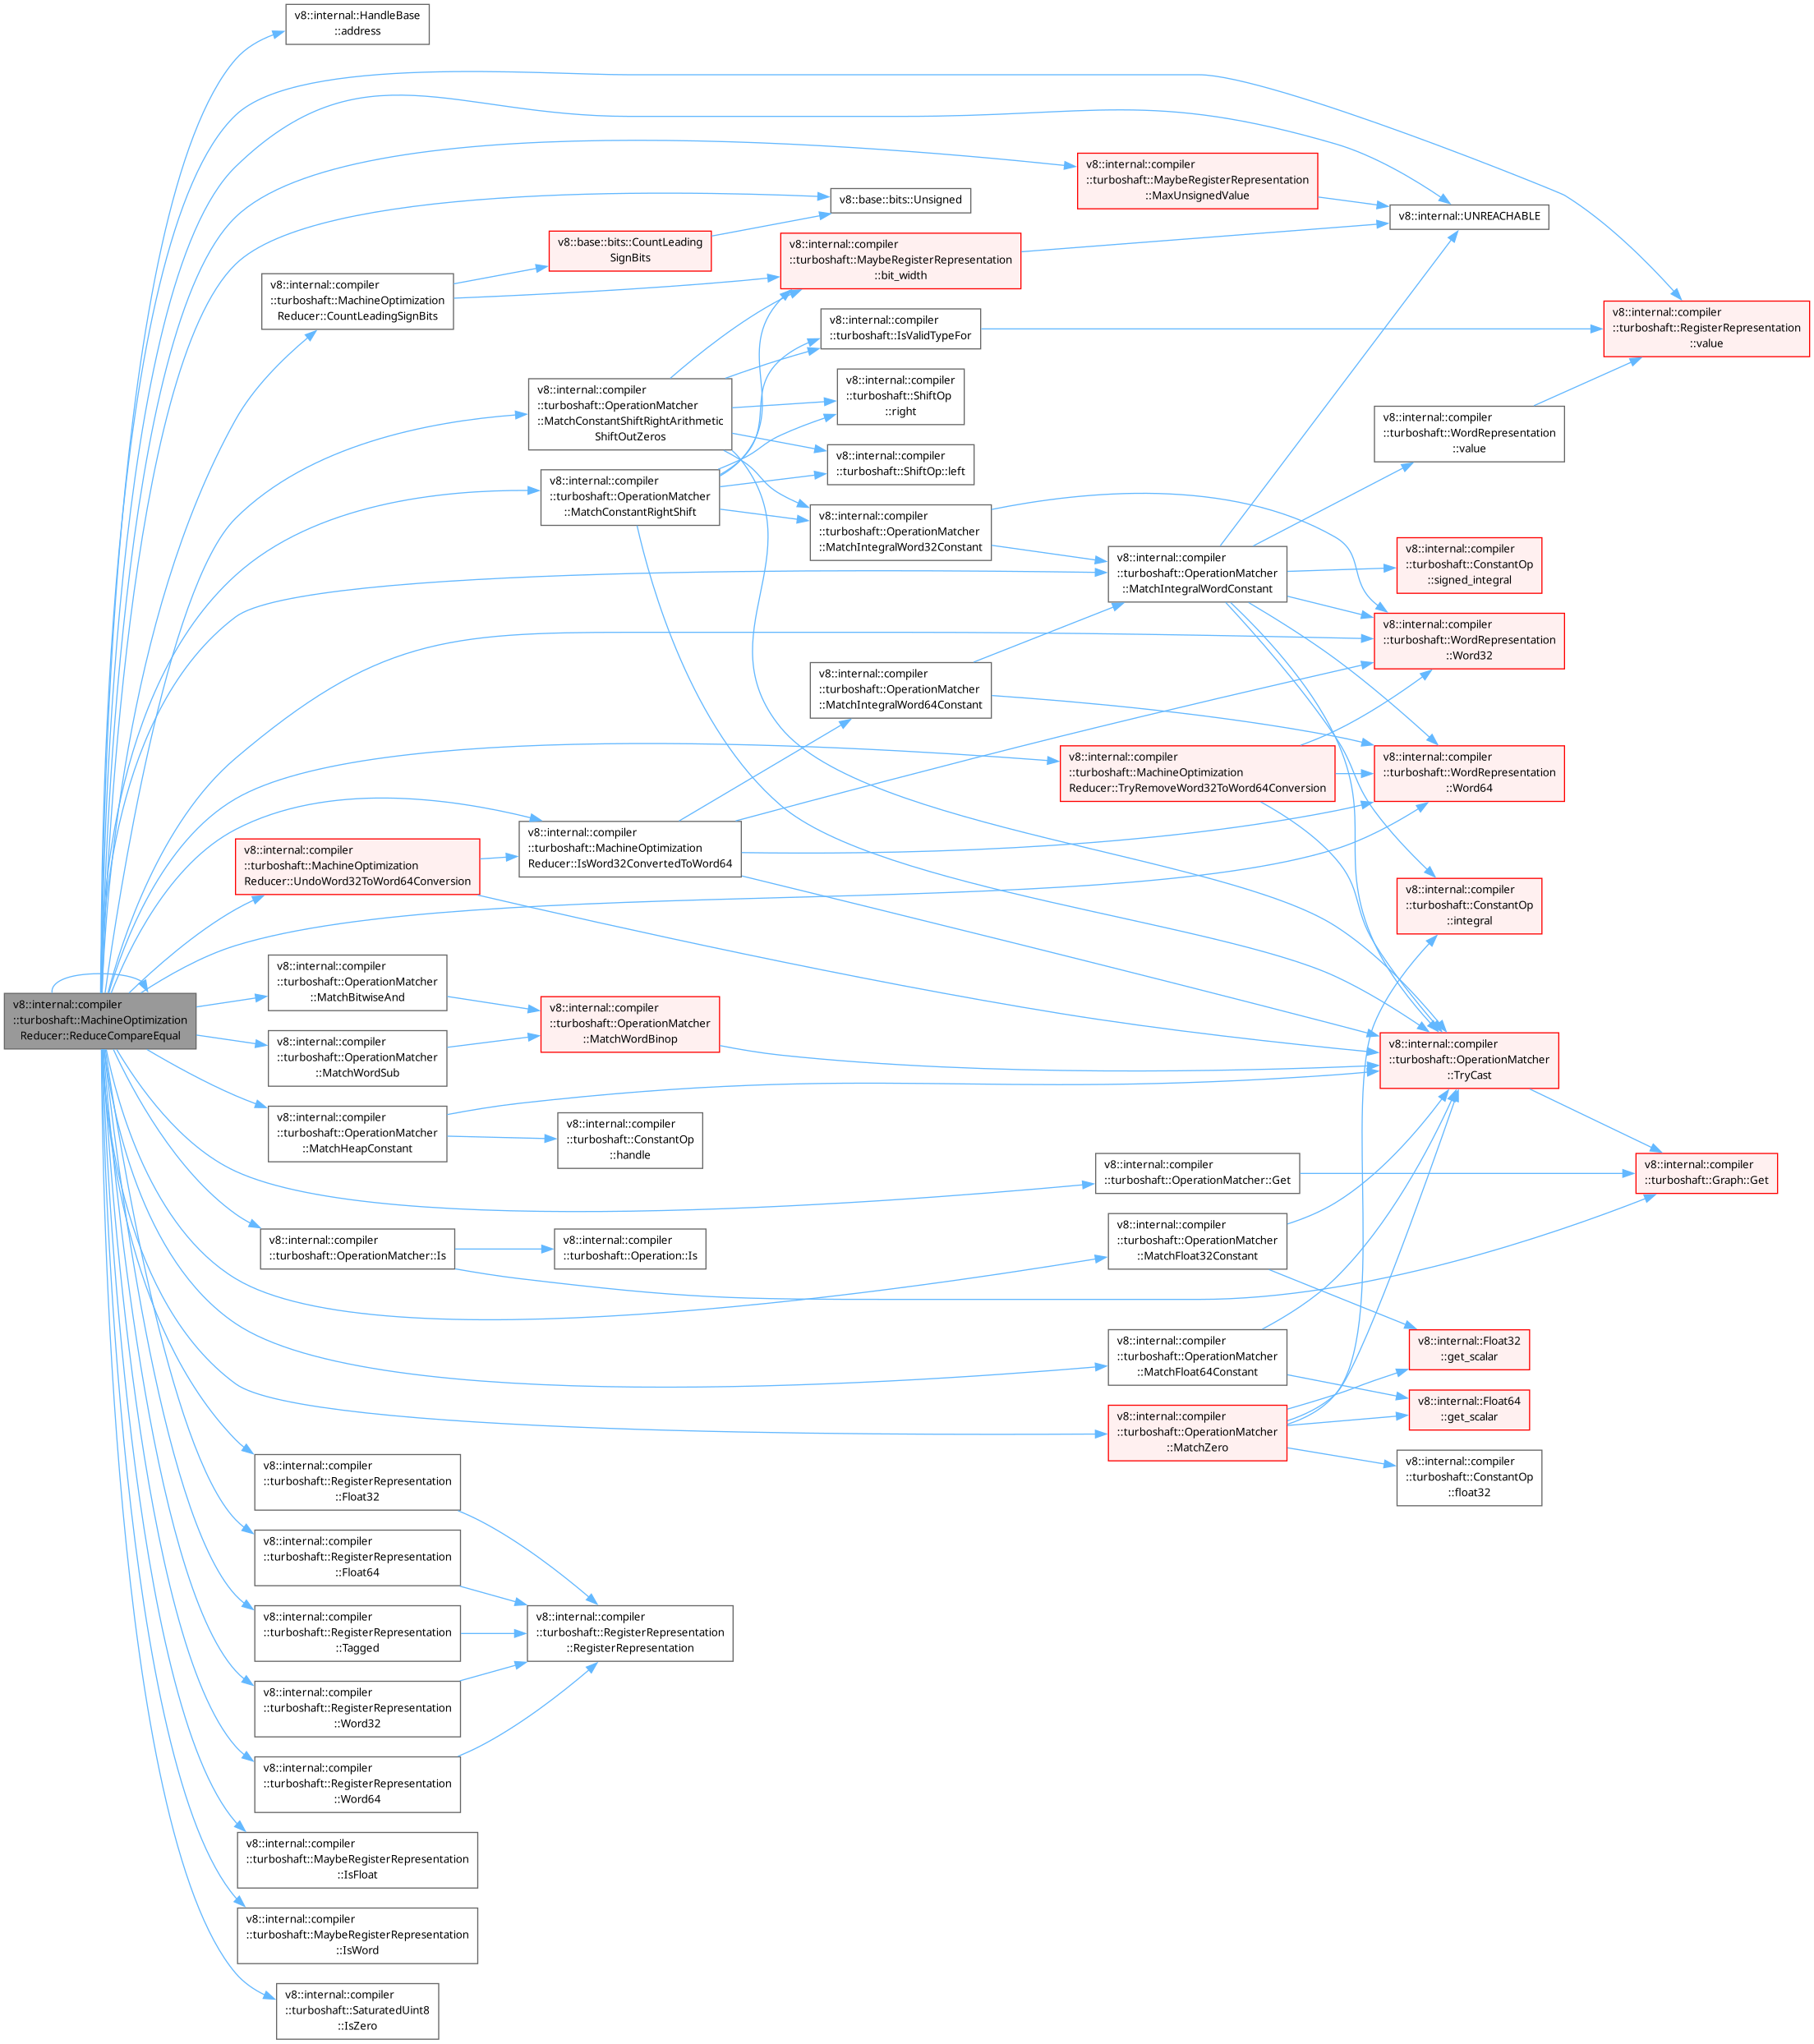 v8::internal::HandleBase
::address
v8::internal::compiler
::turboshaft::MaybeRegisterRepresentation
::MaxUnsignedValue
v8::base::bits::Unsigned
v8::internal::UNREACHABLE
v8::base::bits::CountLeading
SignBits
v8::internal::compiler
::turboshaft::MaybeRegisterRepresentation
::bit_width
v8::internal::compiler
::turboshaft::MachineOptimization
Reducer::CountLeadingSignBits
v8::internal::compiler
::turboshaft::IsValidTypeFor
v8::internal::compiler
::turboshaft::RegisterRepresentation
::value
v8::internal::compiler
::turboshaft::OperationMatcher
::MatchConstantShiftRightArithmetic
ShiftOutZeros
v8::internal::compiler
::turboshaft::ShiftOp
::right
v8::internal::compiler
::turboshaft::WordRepresentation
::value
v8::internal::compiler
::turboshaft::ShiftOp::left
v8::internal::compiler
::turboshaft::OperationMatcher
::MatchConstantRightShift
v8::internal::compiler
::turboshaft::OperationMatcher
::MatchIntegralWord32Constant
v8::internal::compiler
::turboshaft::OperationMatcher
::MatchIntegralWordConstant
v8::internal::compiler
::turboshaft::ConstantOp
::signed_integral
v8::internal::compiler
::turboshaft::WordRepresentation
::Word32
v8::internal::compiler
::turboshaft::OperationMatcher
::MatchIntegralWord64Constant
v8::internal::compiler
::turboshaft::MachineOptimization
Reducer::TryRemoveWord32ToWord64Conversion
v8::internal::compiler
::turboshaft::WordRepresentation
::Word64
v8::internal::compiler
::turboshaft::MachineOptimization
Reducer::IsWord32ConvertedToWord64
v8::internal::compiler
::turboshaft::MachineOptimization
Reducer::UndoWord32ToWord64Conversion
v8::internal::compiler
::turboshaft::ConstantOp
::integral
v8::internal::compiler
::turboshaft::MachineOptimization
Reducer::ReduceCompareEqual
v8::internal::compiler
::turboshaft::OperationMatcher
::MatchBitwiseAnd
v8::internal::compiler
::turboshaft::OperationMatcher
::MatchWordBinop
v8::internal::compiler
::turboshaft::OperationMatcher
::MatchWordSub
v8::internal::compiler
::turboshaft::OperationMatcher
::TryCast
v8::internal::compiler
::turboshaft::OperationMatcher
::MatchHeapConstant
v8::internal::compiler
::turboshaft::ConstantOp
::handle
v8::internal::compiler
::turboshaft::OperationMatcher::Get
v8::internal::compiler
::turboshaft::Graph::Get
v8::internal::compiler
::turboshaft::OperationMatcher::Is
v8::internal::compiler
::turboshaft::Operation::Is
v8::internal::compiler
::turboshaft::OperationMatcher
::MatchFloat32Constant
v8::internal::Float32
::get_scalar
v8::internal::compiler
::turboshaft::OperationMatcher
::MatchFloat64Constant
v8::internal::Float64
::get_scalar
v8::internal::compiler
::turboshaft::OperationMatcher
::MatchZero
v8::internal::compiler
::turboshaft::ConstantOp
::float32
v8::internal::compiler
::turboshaft::RegisterRepresentation
::Float32
v8::internal::compiler
::turboshaft::RegisterRepresentation
::Float64
v8::internal::compiler
::turboshaft::RegisterRepresentation
::Tagged
v8::internal::compiler
::turboshaft::RegisterRepresentation
::RegisterRepresentation
v8::internal::compiler
::turboshaft::RegisterRepresentation
::Word32
v8::internal::compiler
::turboshaft::RegisterRepresentation
::Word64
v8::internal::compiler
::turboshaft::MaybeRegisterRepresentation
::IsFloat
v8::internal::compiler
::turboshaft::MaybeRegisterRepresentation
::IsWord
v8::internal::compiler
::turboshaft::SaturatedUint8
::IsZero